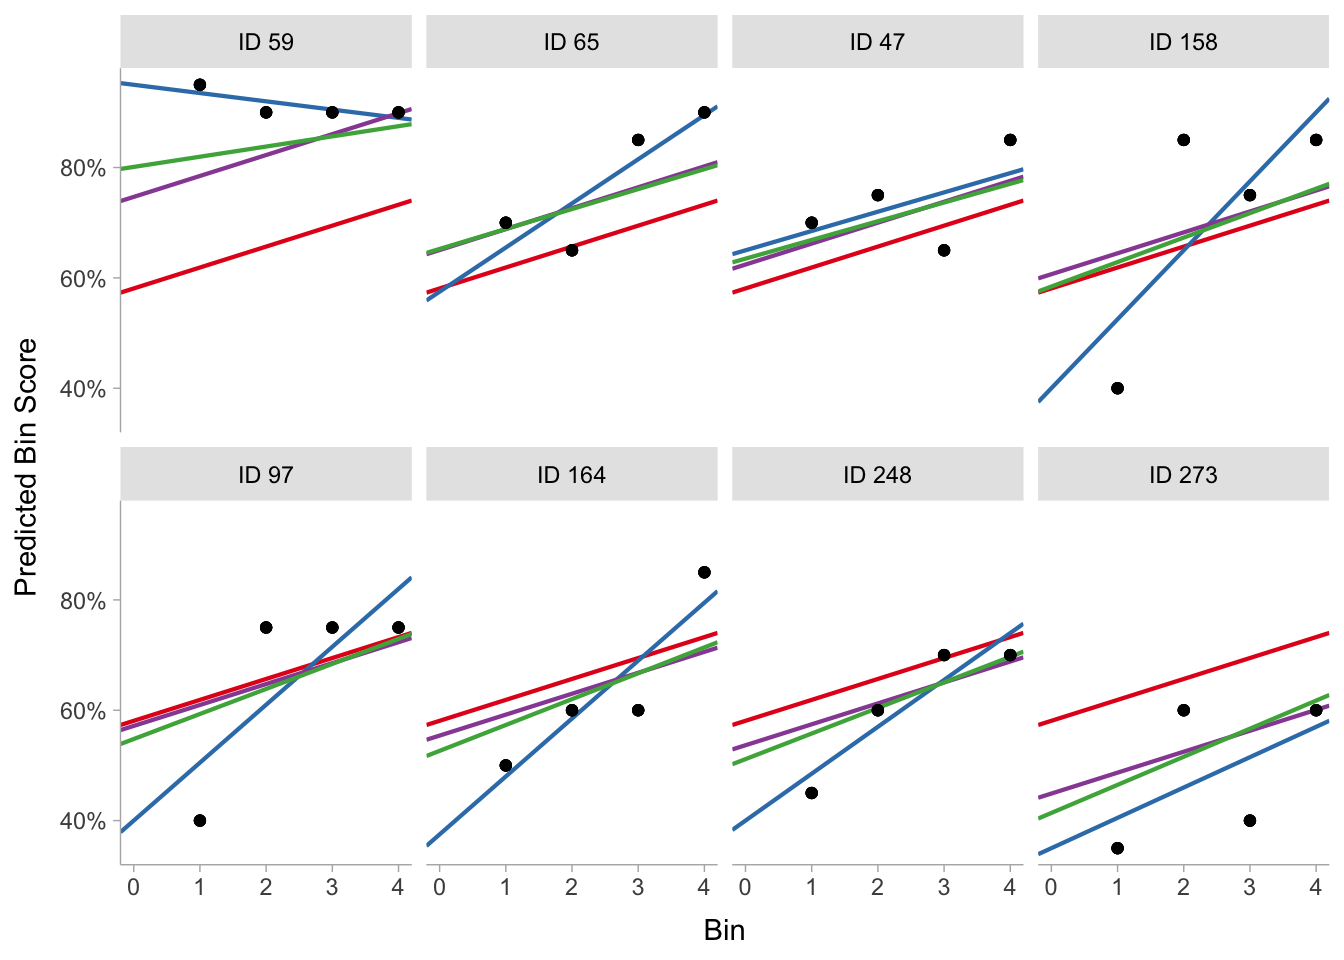 ID 59
ID 65
ID 47
ID 158
80%
60%
40%
ID 97
ID 164
ID 248
ID 273
80%
60%
40%
0 1 2 3 4
0 1 2 3 4
0 1 2 3 4
0 1 2 3 4
Bin
Predicted Bin Score